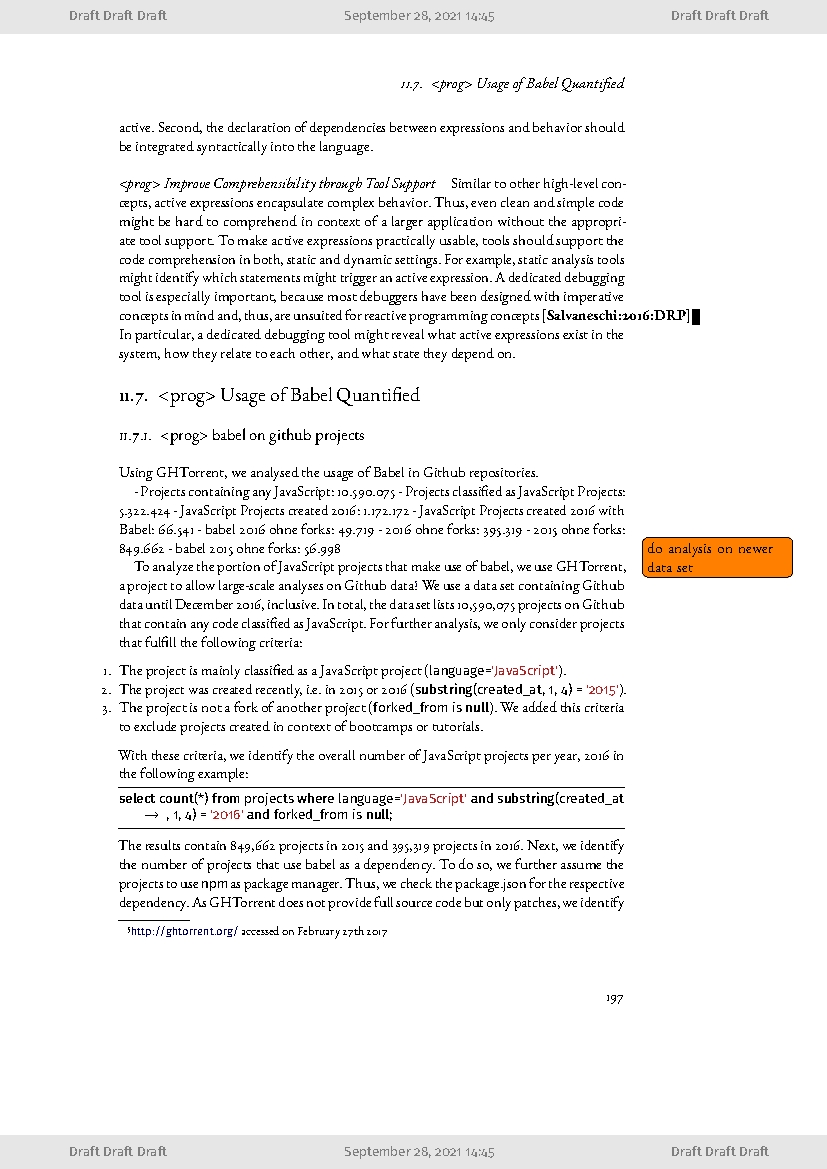 Draft Draft Draft September 28, 2021 14:45 Draft Draft Draft
11.7. <prog> Usage of Babel Quantified
active. Second, the declaration of dependencies between expressions and behavior should
be integrated syntactically into the language.
<prog> Improve Comprehensibility through Tool Support Similar to other high-level con-
cepts, active expressions encapsulate complex behavior. Thus, even clean and simple code
might be hard to comprehend in context of a larger application without the appropri-
ate tool support. To make active expressions practically usable, tools should support the
code comprehension in both, static and dynamic settings. For example, static analysis tools
might identify which statements might trigger an active expression. A dedicated debugging
tool is especially important, because most debuggers have been designed with imperative
concepts in mind and, thus, are unsuited for reactive programming concepts [Salvaneschi:2016:DRP]
In particular, a dedicated debugging tool might reveal what active expressions exist in the
system, how they relate to each other, and what state they depend on.
11.7. <prog> Usage of Babel Quantified
11.7.1. <prog> babel on github projects
Using GHTorrent, we analysed the usage of Babel in Github repositories.
- Projects containing any JavaScript: 10.590.075 - Projects classified as JavaScript Projects:
5.322.424 - JavaScript Projects created 2016: 1.172.172 - JavaScript Projects created 2016 with
Babel: 66.541 - babel 2016 ohne forks: 49.719 - 2016 ohne forks: 395.319 - 2015 ohne forks:
849.662 - babel 2015 ohne forks: 56.998
do analysis on newer
data set
To analyze the portion of JavaScript projects that make use of babel, we use GHTorrent,
a project to allow large-scale analyses on Github data⁵ We use a data set containing Github
data until December 2016, inclusive. In total, the data set lists 10,590,075 projects on Github
that contain any code classified as JavaScript. For further analysis, we only consider projects
that fulfill the following criteria:
1. The project is mainly classified as a JavaScript project (language='JavaScript').
2. The project was created recently, i.e. in 2015 or 2016 (substring(created_at, 1, 4) = '2015').
3. The project is not a fork of another project (forked_from is null). We added this criteria
to exclude projects created in context of bootcamps or tutorials.
With these criteria, we identify the overall number of JavaScript projects per year, 2016 in
the following example:
select count(*) from projects where language='JavaScript' and substring(created_at
→ , 1, 4) = '2016' and forked_from is null;
The results contain 849,662 projects in 2015 and 395,319 projects in 2016. Next, we identify
the number of projects that use babel as a dependency. To do so, we further assume the
projects to use npm as package manager. Thus, we check the package.json for the respective
dependency. As GHTorrent does not provide full source code but only patches, we identify
⁵http://ghtorrent.org/ accessed on February 27th 2017
197
Draft Draft Draft September 28, 2021 14:45 Draft Draft Draft